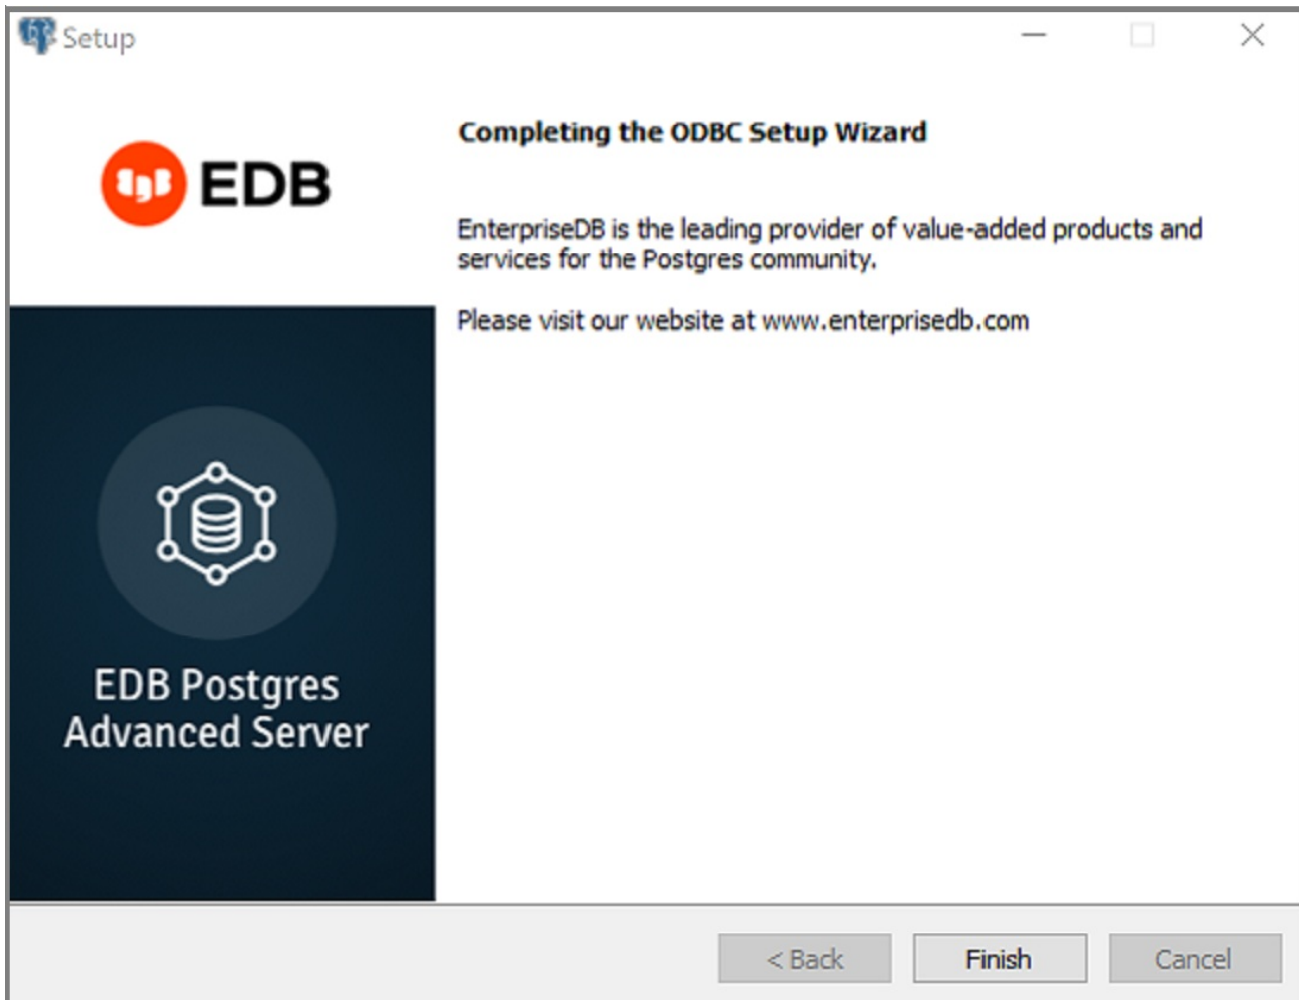 Setup
EDB
Completing the ODBC Setup Wizard
EnterpriseDB is the leading provider of value-added products and
services for the Postgres community.
Please visit our website at www.enterprisedb.com
EDB Postgres
Advanced Server
< Back
Finish
Cancel